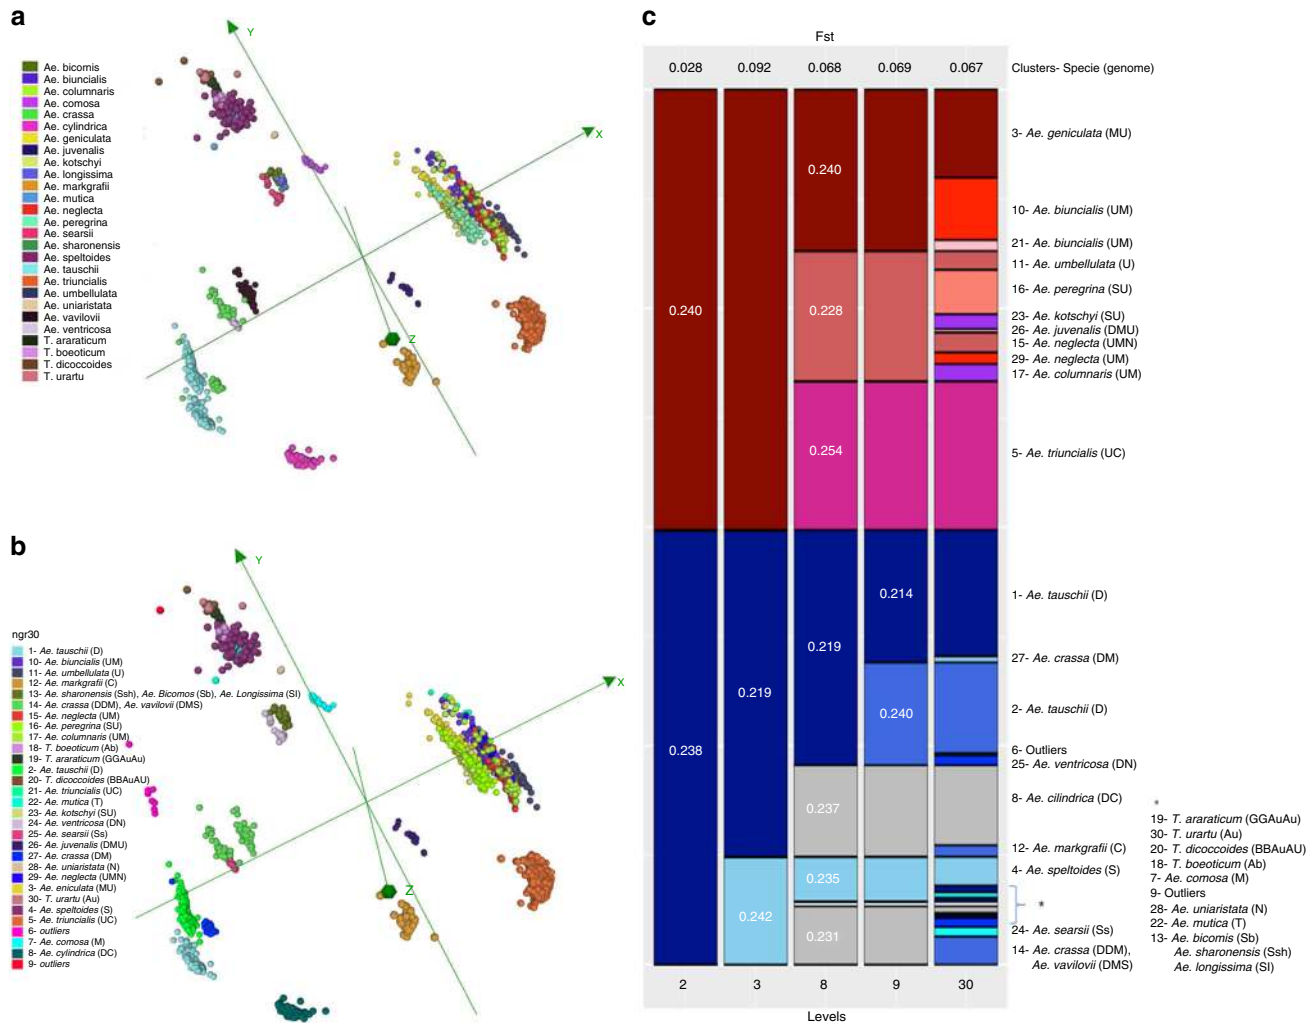 a
Y
X
Z
Ae. bicornis
Ae. biuncialis
Ae. columnaris
Ae. comosa
Ae. crassa
Ae. cylindrica
Ae. geniculata
Ae. juvenalis
Ae. kotschyi
Ae. longissima
Ae. markgrafii
Ae. mutica
Ae. neglecta
Ae. peregrina
Ae. searsii
Ae. sharonensis
Ae. speltoides
Ae. tauschii
Ae. triuncialis
Ae. umbellulata
Ae. uniaristata
Ae. vavilovii
Ae. ventricosa
T. araraticum
T. boeoticum
T. dicoccoides
T. urartu
b
Y
X
Z
ngr30
1- Ae. tauschii (D)
10- Ae. biuncialis (UM)
11- Ae. umbellulata (U)
12- Ae. markgrafii (C)
13- Ae. sharonensis (Ssh), Ae. Bicomos (Sb), Ae. Longissima (Sl)
14- Ae. crassa (DDM), Ae. vavilovii (DMS)
15- Ae. neglecta (UM)
16- Ae. peregrina (SU)
17- Ae. columnaris (UM)
18- T. boeoticum (Ab)
19- T. araraticum (GGAuAu)
2- Ae. tauschii (D)
20- T. dicoccoides (BBAuAU)
21- Ae. triuncialis (UC)
22- Ae. mutica (T)
23- Ae. kotschyi (SU)
24- Ae. ventricosa (DN)
25- Ae. searsii (Ss)
26- Ae. juvenalis (DMU)
27- Ae. crassa (DM)
28- Ae. uniaristata (N)
29- Ae. neglecta (UMN)
3- Ae. eniculata (MU)
30- T. urartu (Au)
4- Ae. speltoides (S)
5- Ae. triuncialis (UC)
6- outliers
7- Ae. comosa (M)
8- Ae. cylindrica (DC)
9- outliers
c
Fst
0.028 0.092 0.068 0.069 0.067 Clusters- Specie (genome)
3- Ae. geniculata (MU)
0.240
10- Ae. biuncialis (UM)
21- Ae. biuncialis (UM)
11- Ae. umbellulata (U)
16- Ae. peregrina (SU)
0.240 0.228
23- Ae. kotschyi (SU)
26- Ae. juvenalis (DMU)
15- Ae. neglecta (UMN)
29- Ae. neglecta (UM)
17- Ae. columnaris (UM)
0.254
5- Ae. triuncialis (UC)
0.214
1- Ae. tauschii (D)
0.219
27- Ae. crassa (DM)
0.219
0.240
2- Ae. tauschii (D)
0.238
6- Outliers
25- Ae. ventricosa (DN)
0.237
8- Ae. cilindrica (DC)
12- Ae. markgrafii (C)
0.235
4- Ae. speltoides (S)
*
0.242
24- Ae. searsii (Ss)
0.231
14- Ae. crassa (DDM),
Ae. vavilovii (DMS)
*
19- T. araraticum (GGAuAu)
30- T. urartu (Au)
20- T. dicoccoides (BBAuAU)
18- T. boeoticum (Ab)
7- Ae. comosa (M)
9- Outliers
28- Ae. uniaristata (N)
22- Ae. mutica (T)
13- Ae. bicomis (Sb)
Ae. sharonensis (Ssh)
Ae. longissima (Sl)
2 3 8 9 30
Levels